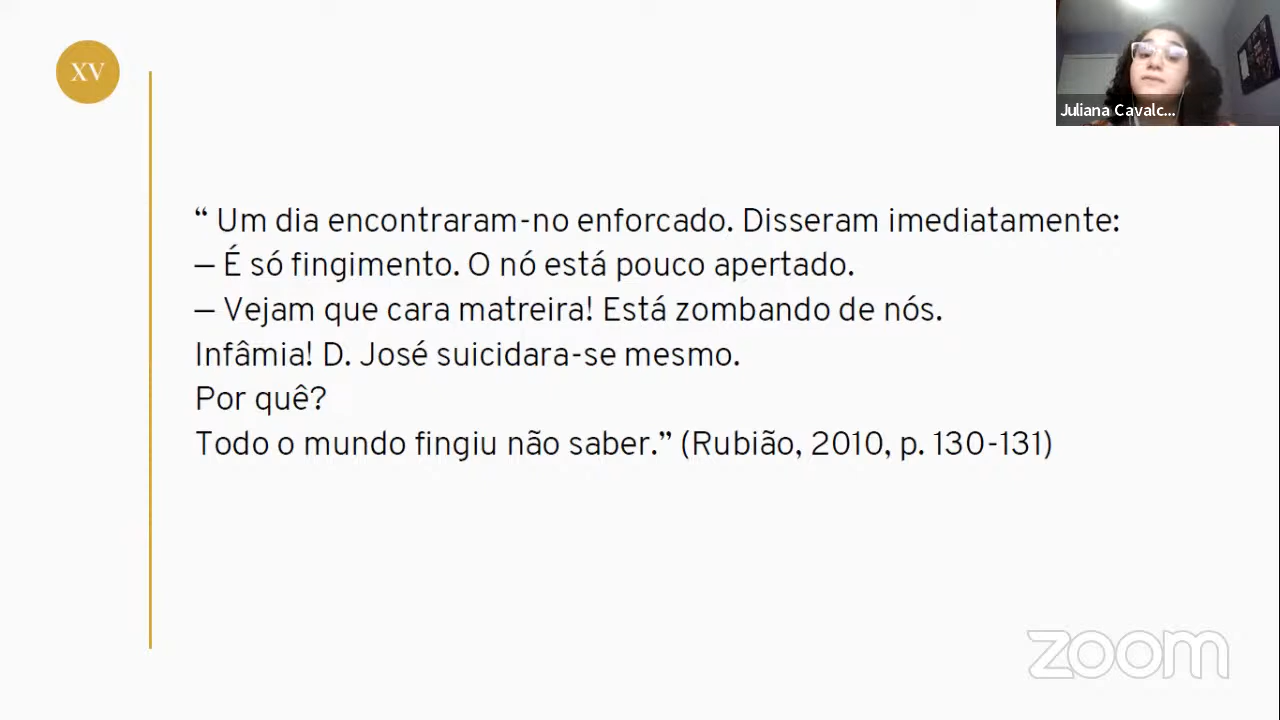 XV
Juliana Cavalc...
“ Um dia encontraram-no enforcado. Disseram imediatamente:
— É só fingimento. O nó está pouco apertado.
— Vejam que cara matreira! Está zombando de nós.
Infâmia! D. José suicidara-se mesmo.
Por quê?
Todo o mundo fingiu não saber.” (Rubião, 2010, p. 130-131)
zoom